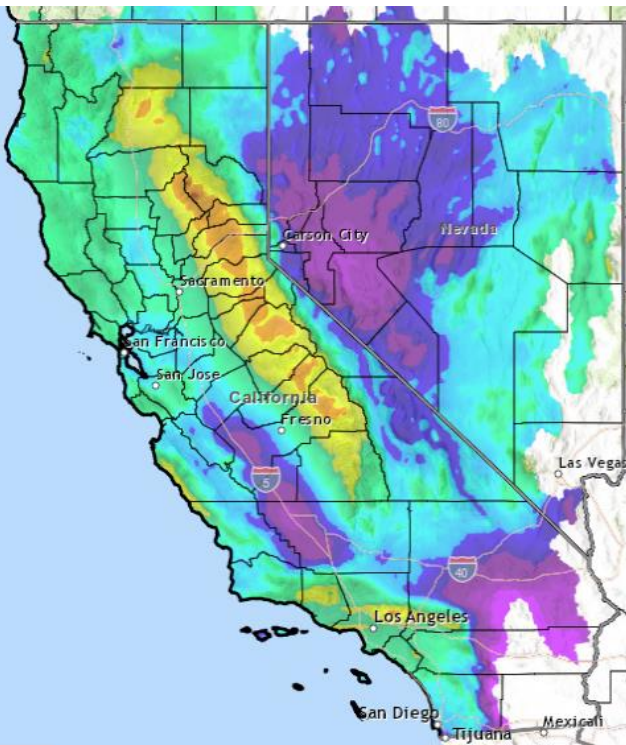 80
Carson City
Nevada
Sacramento
San Francisco
San Jose
California
Fresno
5
Las Vegas
40
Los Angeles
San Diego
Tijuana
Mexicali